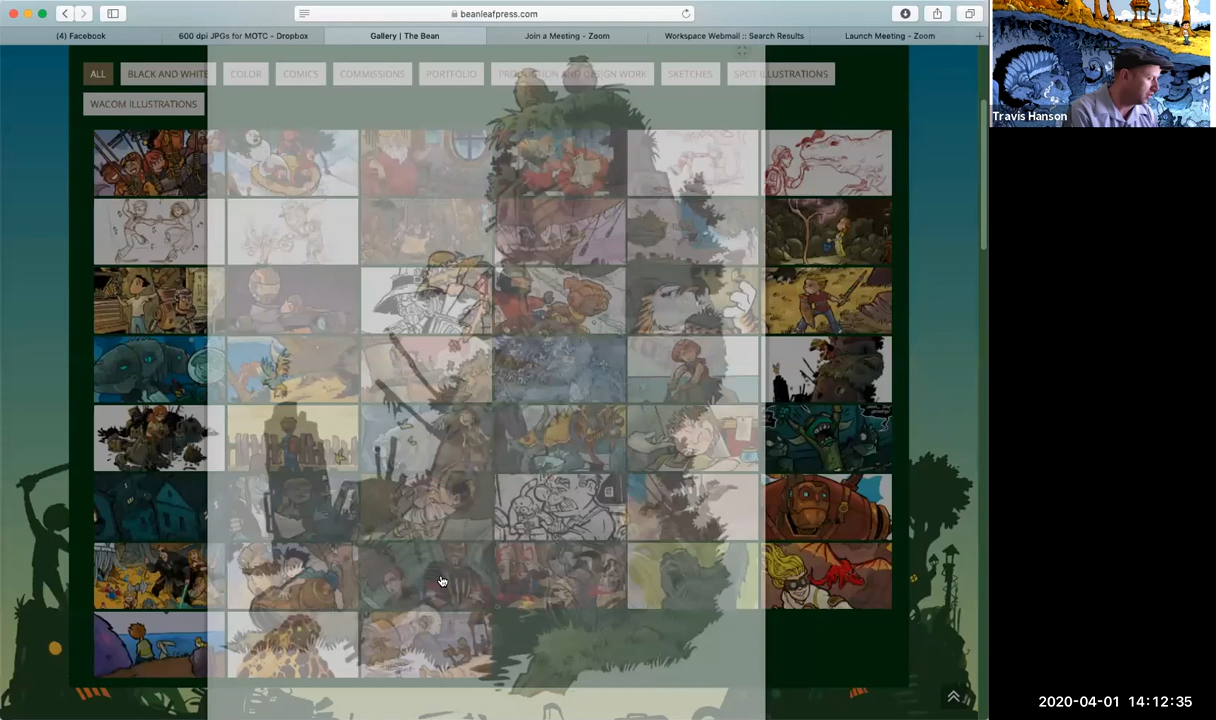 beanleafpress.com
(4) Facebook
600 dpi JPGs for MOTC - Dropbox
Gallery | The Bean
Join a Meeting - Zoom
Workspace Webmail :: Search Results
Launch Meeting - Zoom
ALL
BLACK AND WHITE
COLOR
COMICS
COMMISSIONS
PORTFOLIO
PRODUCTION AND DESIGN WORK
SKETCHES
SPOT ILLUSTRATIONS
WACOM ILLUSTRATIONS
Travis Hanson
2020-04-01 14:12:35